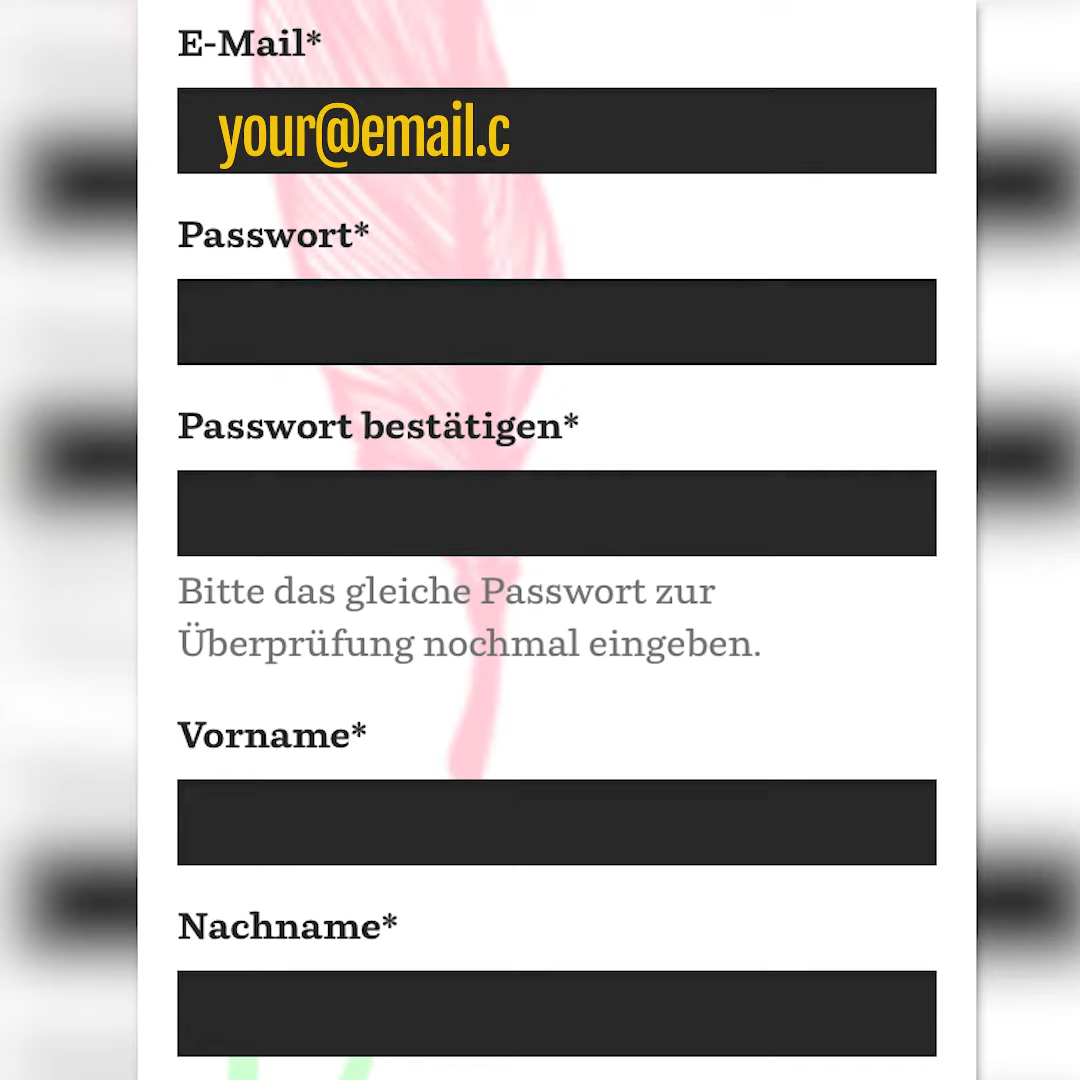 E-Mail*
your@email.c
Passwort*
Passwort bestätigen*
Bitte das gleiche Passwort zur
Überprüfung nochmal eingeben.
Vorname*
Nachname*